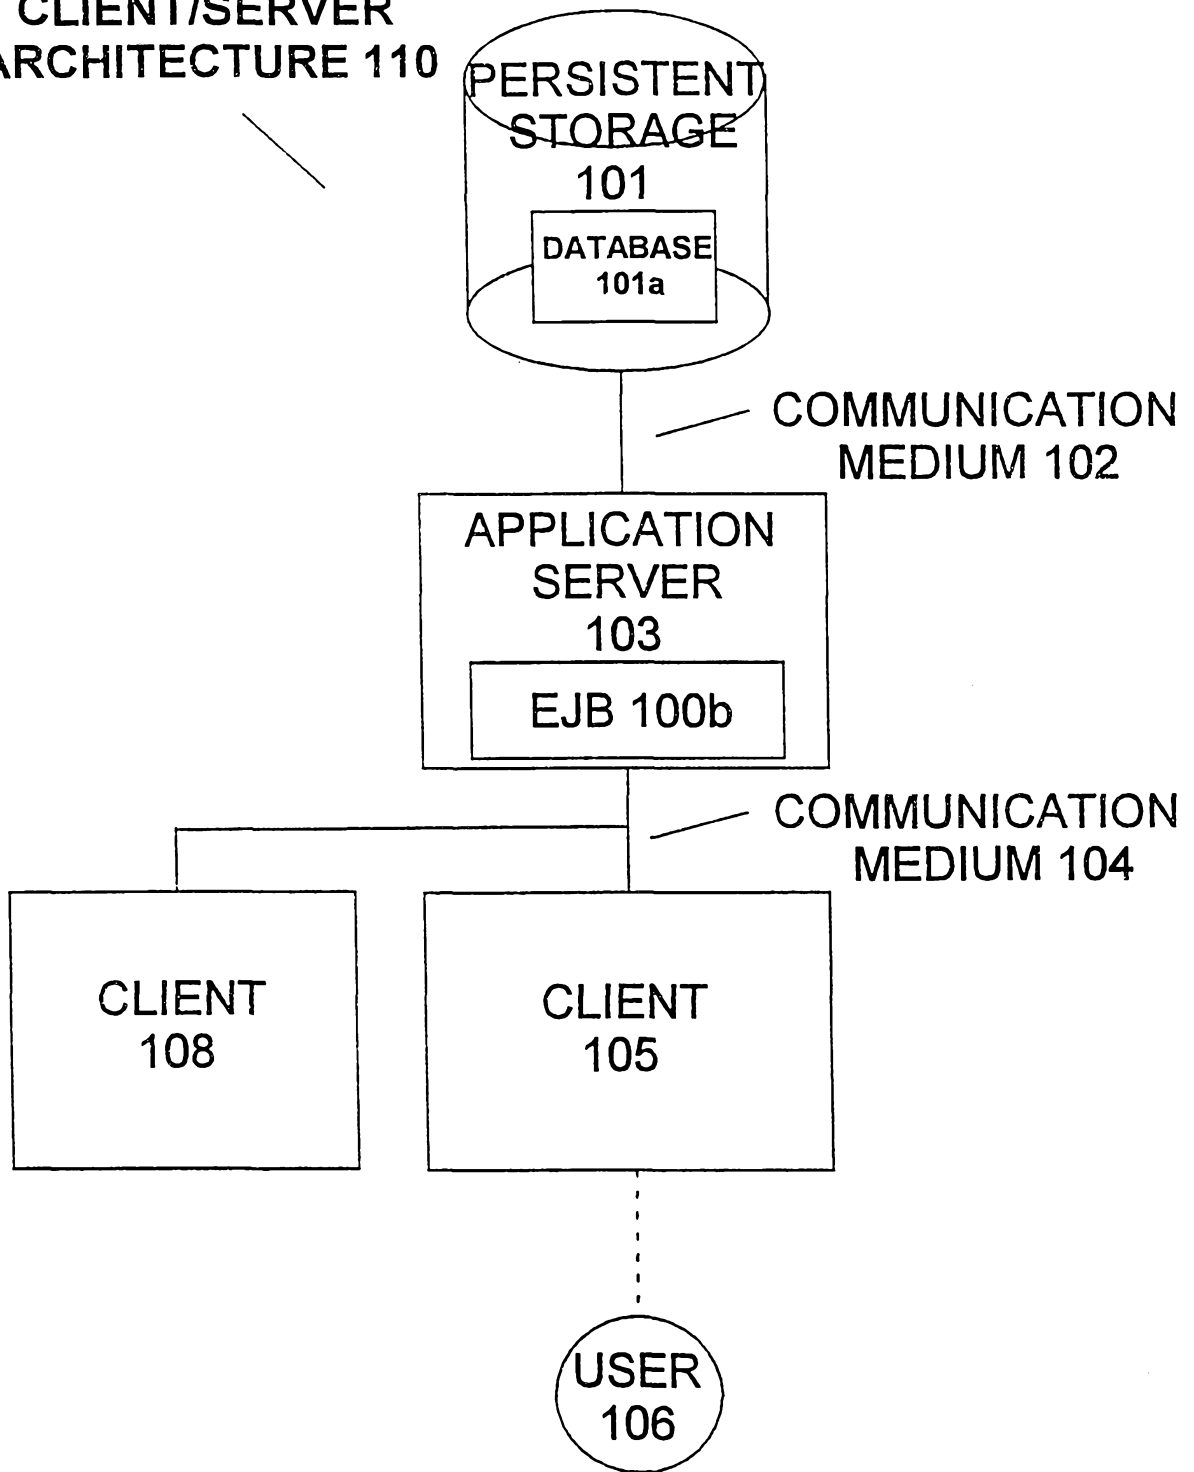 CLIENT/SERVER
ARCHITECTURE 110
PERSISTENT
STORAGE
101
DATABASE
101a
COMMUNICATION
MEDIUM 102
APPLICATION
SERVER
103
EJB 100b
COMMUNICATION
MEDIUM 104
CLIENT
108
CLIENT
105
USER
106